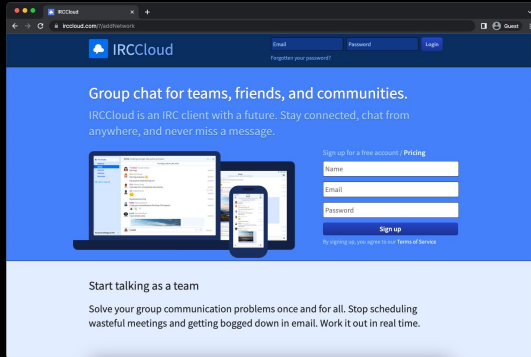 IRCCloud
irccloud.com/?/addNetwork
Guest
IRCCloud
Email
Password
Login
Forgotten your password?
Group chat for teams, friends, and communities.
IRCCloud is an IRC client with a future. Stay connected, chat from
anywhere, and never miss a message.
Sign up for a free account / Pricing
Name
Email
Password
Sign up
By signing up, you agree to our Terms of Service
Start talking as a team
Solve your group communication problems once and for all. Stop scheduling
wasteful meetings and getting bogged down in email. Work it out in real time.